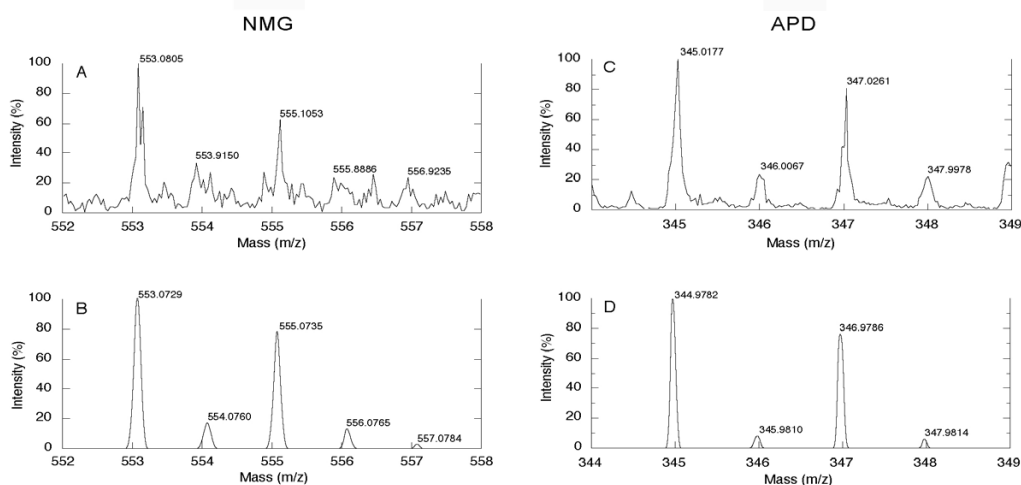 NMG
APD
A
553.0805
555.1053
553.9150
555.8886
556.9235
Intensity (%)
100
80
60
40
20
0
552 553 554 555 556 557 558
Mass (m/z)
C
345.0177
347.0261
346.0067
347.9978
Intensity (%)
100
80
60
40
20
0
345 346 347 348 349
Mass (m/z)
B
553.0729
555.0735
554.0760
556.0765
557.0784
Intensity (%)
100
80
60
40
20
0
552 553 554 555 556 557 558
Mass (m/z)
D
344.9782
346.9786
345.9810
347.9814
Intensity (%)
100
80
60
40
20
0
344 345 346 347 348 349
Mass (m/z)